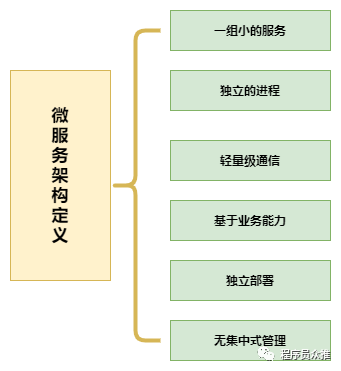 微服务架构定义
一组小的服务
独立的进程
轻量级通信
基于业务能力
独立部署
无集中式管理
程序员众推